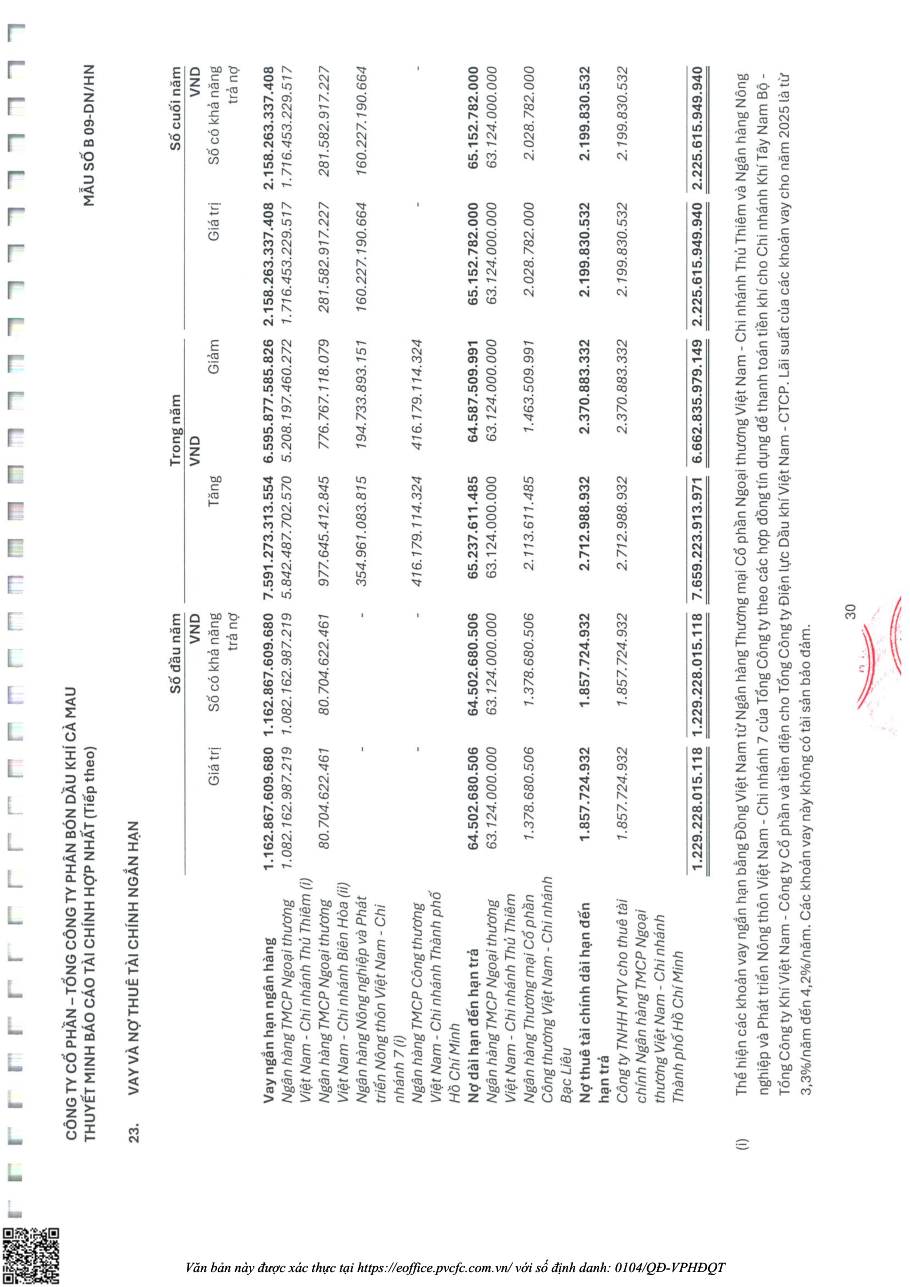 CÔNG TY CỔ PHẦN – TỔNG CÔNG TY PHÂN BÓN DẦU KHÍ CÀ MAU
THUYẾT MINH BÁO CÁO TÀI CHÍNH HỢP NHẤT (Tiếp theo)
MẪU SỐ B 09-DN/HN
23. VAY VÀ NỢ THUÊ TÀI CHÍNH NGẮN HẠN
Số đầu năm Trong năm Số cuối năm
VND VND VND
Giá trị Số có khả năng Tăng Giảm Giá trị Số có khả năng
trả nợ trả nợ
Vay ngắn hạn ngân hàng 1.162.867.609.680 1.162.867.609.680 7.591.273.313.554 6.595.877.585.826 2.158.263.337.408 2.158.263.337.408
Ngân hàng TMCP Ngoại thương 1.082.162.987.219 1.082.162.987.219 5.842.487.702.570 5.208.197.460.272 1.716.453.229.517 1.716.453.229.517
Việt Nam - Chi nhánh Thủ Thiêm (i)
Ngân hàng TMCP Ngoại thương 80.704.622.461 80.704.622.461 977.645.412.845 776.767.118.079 281.582.917.227 281.582.917.227
Việt Nam - Chi nhánh Biên Hòa (ii)
Ngân hàng Nông nghiệp và Phát - - 354.961.083.815 194.733.893.151 160.227.190.664 160.227.190.664
triển Nông thôn Việt Nam - Chi
nhánh 7 (i)
Ngân hàng TMCP Công thương - - 416.179.114.324 416.179.114.324 - -
Việt Nam - Chi nhánh Thành phố
Hồ Chí Minh
Nợ dài hạn đến hạn trả 64.502.680.506 64.502.680.506 65.237.611.485 64.587.509.991 65.152.782.000 65.152.782.000
Ngân hàng TMCP Ngoại thương 63.124.000.000 63.124.000.000 63.124.000.000 63.124.000.000 63.124.000.000 63.124.000.000
Việt Nam - Chi nhánh Thủ Thiêm
Ngân hàng Thương mại Cổ phần 1.378.680.506 1.378.680.506 2.113.611.485 1.463.509.991 2.028.782.000 2.028.782.000
Công thương Việt Nam - Chi nhánh
Bạc Liêu
Nợ thuê tài chính dài hạn đến 1.857.724.932 1.857.724.932 2.712.988.932 2.370.883.332 2.199.830.532 2.199.830.532
hạn trả
Công ty TNHH MTV cho thuê tài 1.857.724.932 1.857.724.932 2.712.988.932 2.370.883.332 2.199.830.532 2.199.830.532
chính Ngân hàng TMCP Ngoại
thương Việt Nam - Chi nhánh
Thành phố Hồ Chí Minh
1.229.228.015.118 1.229.228.015.118 7.659.223.913.971 6.662.835.979.149 2.225.615.949.940 2.225.615.949.940
(i) Thể hiện các khoản vay ngắn hạn bằng Đồng Việt Nam từ Ngân hàng Thương mại Cổ phần Ngoại thương Việt Nam - Chi nhánh Thủ Thiêm và Ngân hàng Nông
nghiệp và Phát triển Nông thôn Việt Nam - Chi nhánh 7 của Tổng Công ty theo các hợp đồng tín dụng để thanh toán tiền khí cho Chi nhánh Khí Tây Nam Bộ -
Tổng Công ty Khí Việt Nam - Công ty Cổ phần và tiền điện cho Tổng Công ty Điện lực Dầu khí Việt Nam - CTCP. Lãi suất của các khoản vay cho năm 2025 là từ
3,3%/năm đến 4,2%/năm. Các khoản vay này không có tài sản bảo đảm.
30
Văn bản này được xác thực tại https://eoffice.pvcfc.com.vn/ với số định danh: 0104/QĐ-VPHĐQT